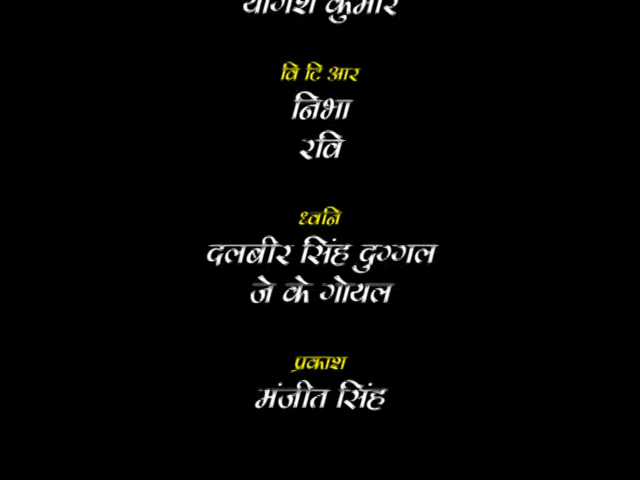 योगेश कुमार
वि टि आर
निभा
रवि
ध्वनि
दलबीर सिंह दुग्गल
जे के गोयल
प्रकाश
मंजीत सिंह